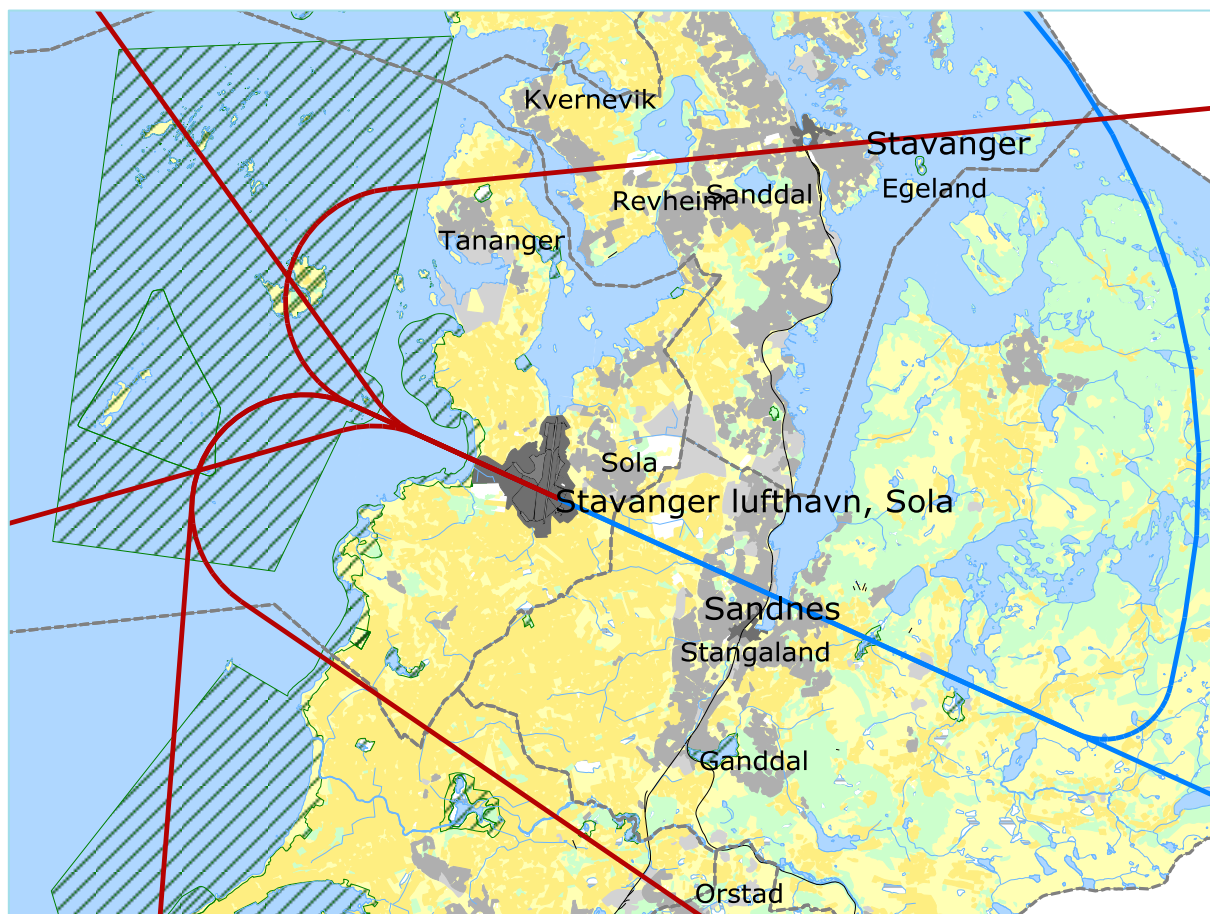 Kvernevik
Stavanger
Egeland
Revheim
Sanddal
Tananger
Sola
Stavanger lufthavn, Sola
Sandnes
Stangaland
Ganddal
Orstad